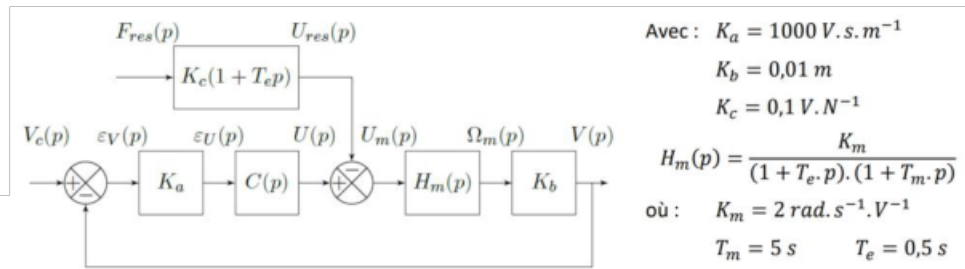 F_res(p) U_res(p)
K_c(1 + T_e p)
V_c(p) ε_V(p) ε_U(p) U(p) U_m(p) Ω_m(p) V(p)
+ − K_a C(p) + − H_m(p) K_b
Avec : K_a = 1000 V.s.m⁻¹
K_b = 0,01 m
K_c = 0,1 V.N⁻¹
H_m(p) = K_m / (1 + T_e.p).(1 + T_m.p)
où : K_m = 2 rad.s⁻¹.V⁻¹
T_m = 5 s T_e = 0,5 s